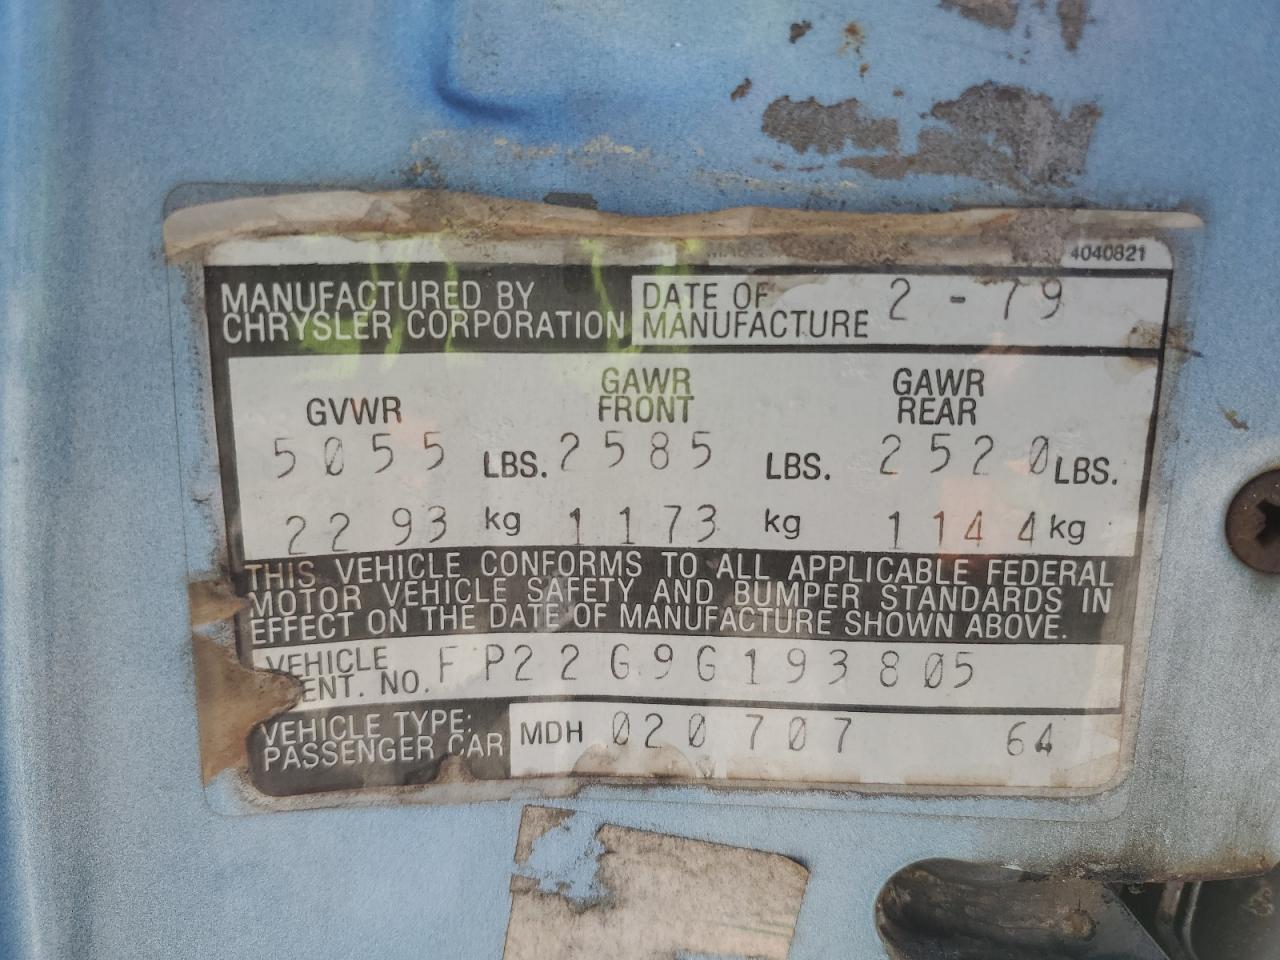 4040821
MANUFACTURED BY
CHRYSLER CORPORATION
DATE OF
MANUFACTURE 2 - 79
GVWR
5055 LBS.
2293 kg
GAWR
FRONT
2585 LBS.
1173 kg
GAWR
REAR
2520 LBS.
1144 kg
THIS VEHICLE CONFORMS TO ALL APPLICABLE FEDERAL
MOTOR VEHICLE SAFETY AND BUMPER STANDARDS IN
EFFECT ON THE DATE OF MANUFACTURE SHOWN ABOVE.
VEHICLE
ENT. NO. FP22G9G193805
VEHICLE TYPE:
PASSENGER CAR
MDH 020707 64